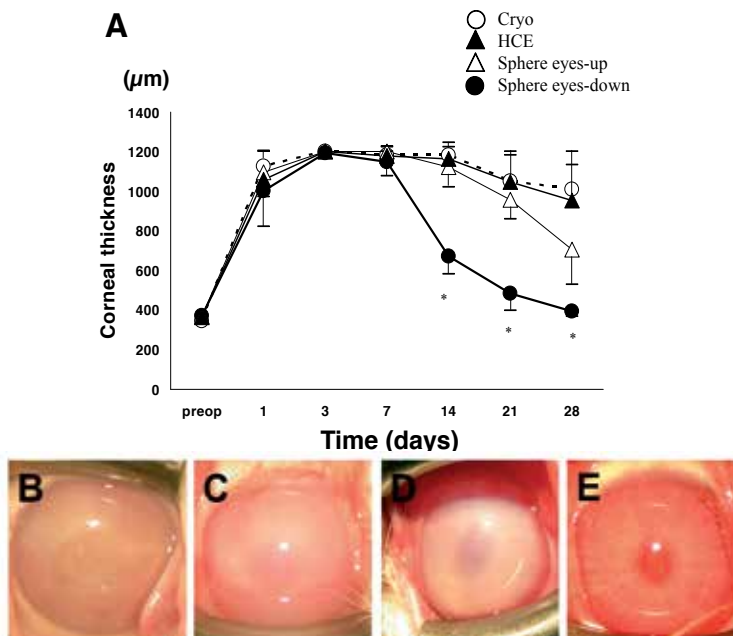 A
Cryo
HCE
Sphere eyes-up
Sphere eyes-down
(µm)
1400
1200
1000
800
600
400
200
0
Corneal thickness
*
*
*
preop 1 3 7 14 21 28
Time (days)
B C D E